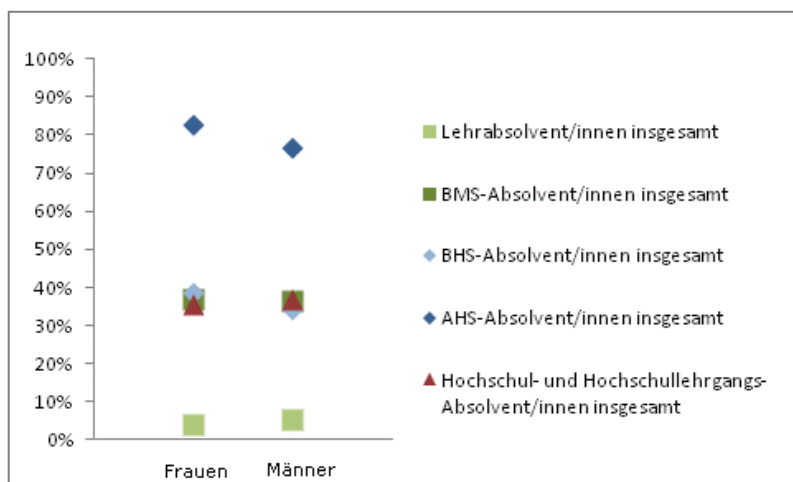 100%
90%
80%
70%
60%
50%
40%
30%
20%
10%
0%
Frauen Männer
Lehrabsolvent/innen insgesamt
BMS-Absolvent/innen insgesamt
BHS-Absolvent/innen insgesamt
AHS-Absolvent/innen insgesamt
Hochschul- und Hochschullehrgangs-
Absolvent/innen insgesamt